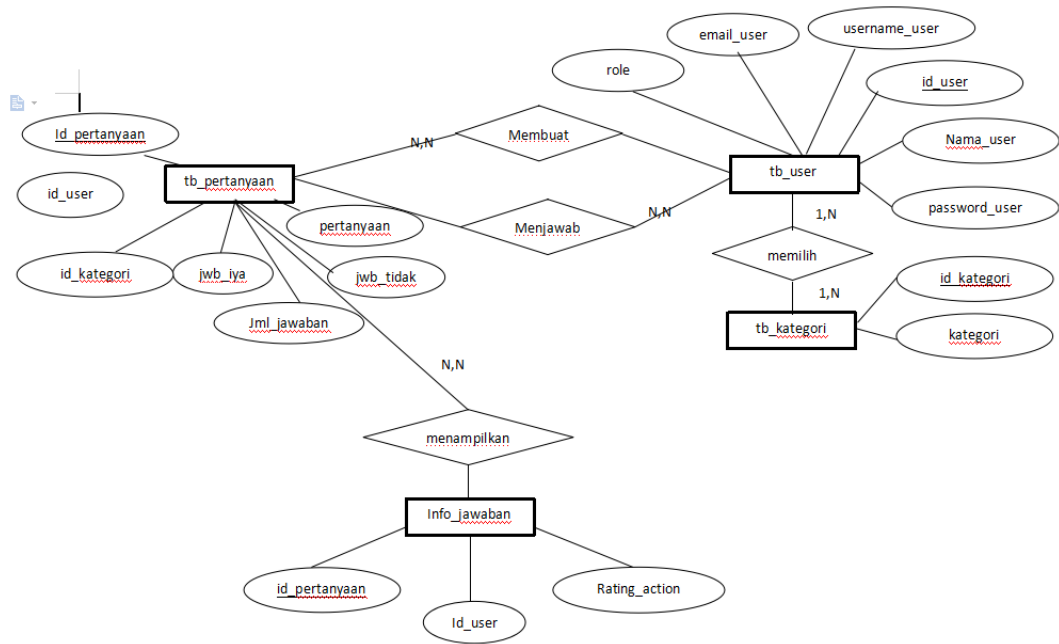 username_user
email_user
role
id_user
Id_pertanyaan
Membuat
N,N
Nama_user
tb_pertanyaan
tb_user
id_user
password_user
pertanyaan
Menjawab
N,N
1,N
memilih
id_kategori
jwb_iya
jwb_tidak
id_kategori
1,N
Jml_jawaban
tb_kategori
kategori
N,N
menampilkan
Info_jawaban
id_pertanyaan
Id_user
Rating_action